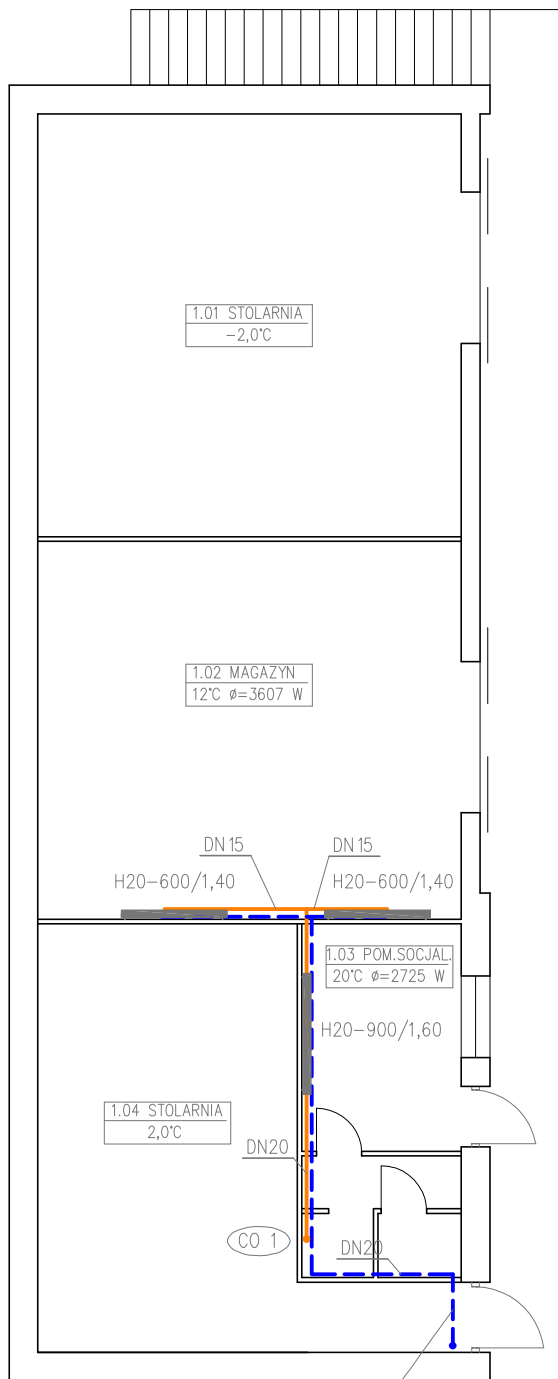 1.01 STOLARNIA
-2,0°C
1.02 MAGAZYN
12°C ø=3607 W
DN15
DN15
H20-600/1,40
H20-600/1,40
1.03 POM.SOCJAL.
20°C ø=2725 W
H20-900/1,60
1.04 STOLARNIA
2,0°C
DN20
CO 1
DN20